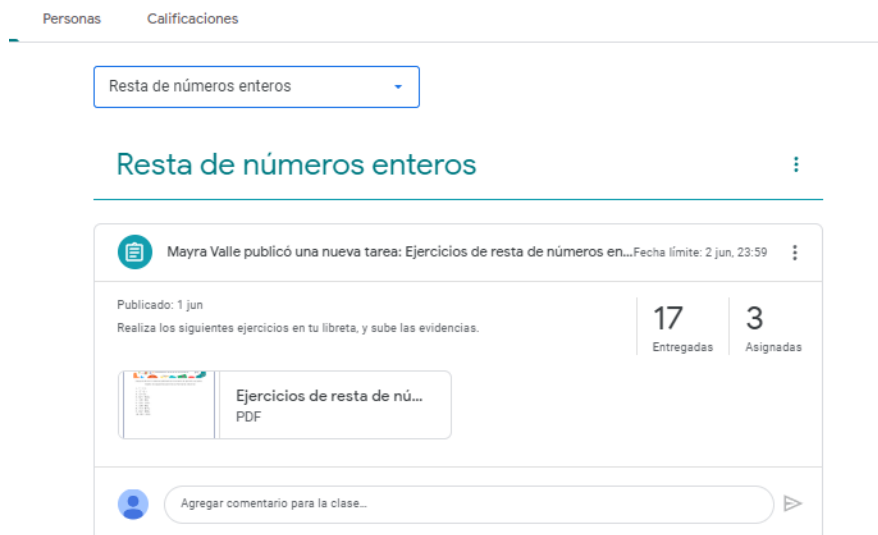 Personas Calificaciones
Resta de números enteros
Resta de números enteros
Mayra Valle publicó una nueva tarea: Ejercicios de resta de números en...Fecha límite: 2 jun, 23:59
Publicado: 1 jun
Realiza los siguientes ejercicios en tu libreta, y sube las evidencias.
17 3
Entregadas Asignadas
Ejercicios de resta de nú...
PDF
Agregar comentario para la clase...